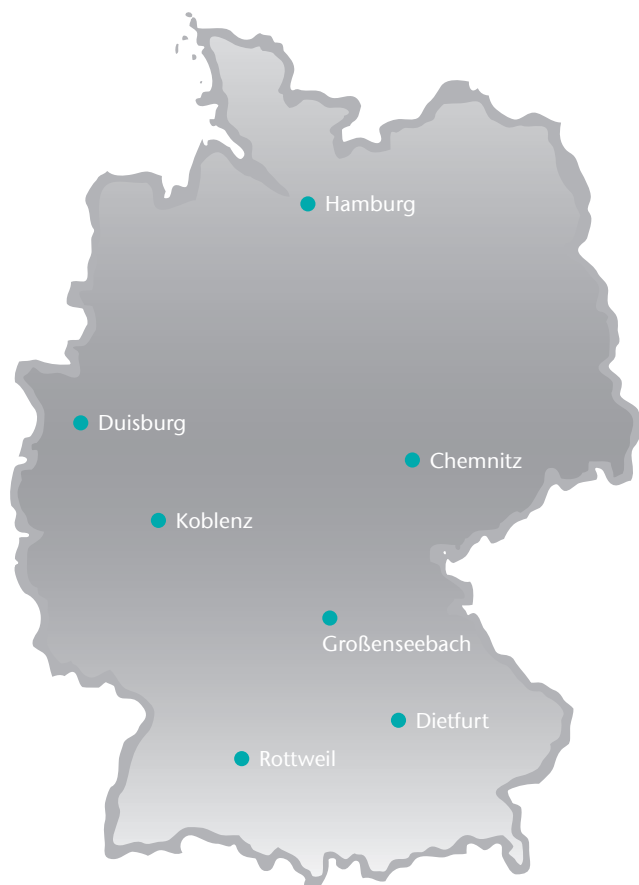 Hamburg
Duisburg
Chemnitz
Koblenz
Großenseebach
Dietfurt
Rottweil